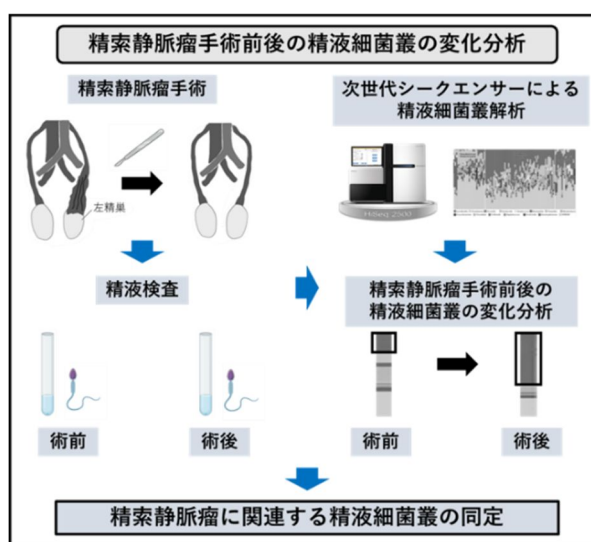 精索静脈瘤手術前後の精液細菌叢の変化分析
精索静脈瘤手術
次世代シークエンサーによる
精液細菌叢解析
左精巣
HiSeq 2500
精液検査
精索静脈瘤手術前後の
精液細菌叢の変化分析
術前
術後
術前
術後
精索静脈瘤に関連する精液細菌叢の同定